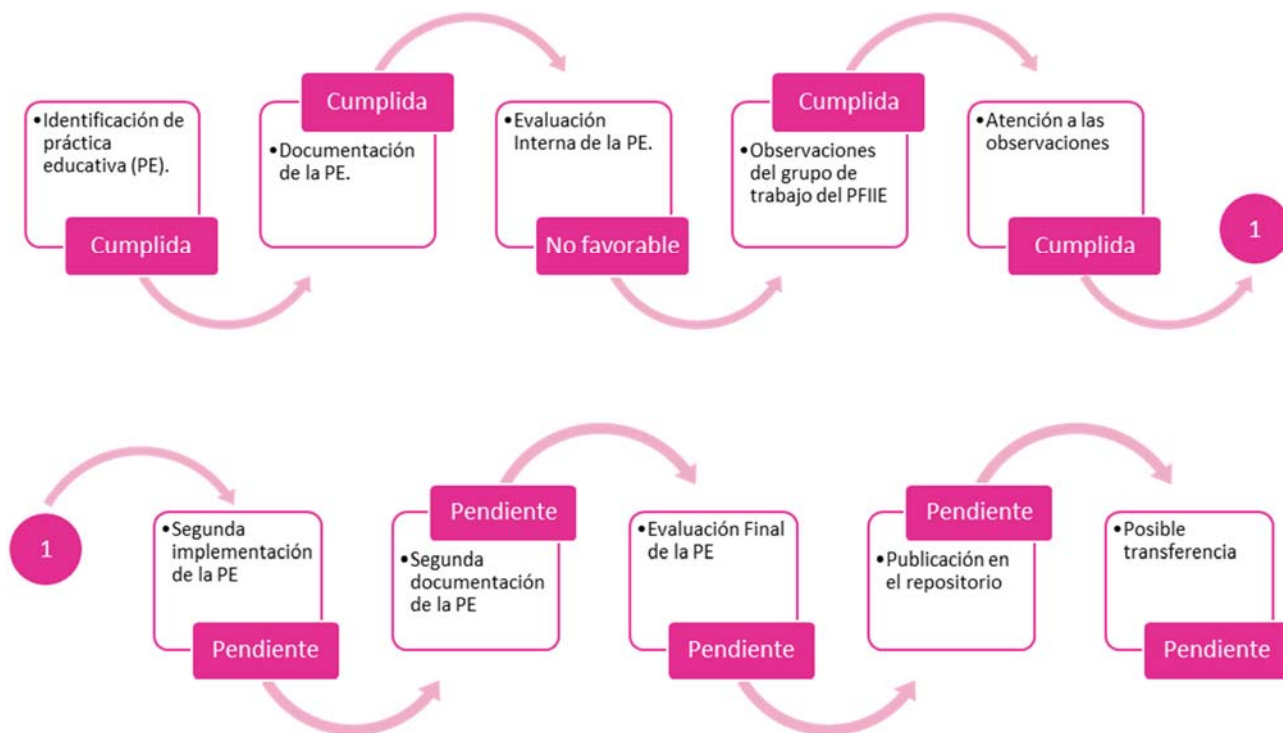 •Identificación de
práctica
educativa (PE).
Cumplida
Cumplida
•Documentación
de la PE.
•Evaluación
Interna de la PE.
No favorable
Cumplida
•Observaciones
del grupo de
trabajo del PFIIE
•Atención a las
observaciones
Cumplida
1
1
•Segunda
implementación
de la PE
Pendiente
Pendiente
•Segunda
documentación
de la PE
•Evaluación Final
de la PE
Pendiente
Pendiente
•Publicación en
el repositorio
•Posible
transferencia
Pendiente